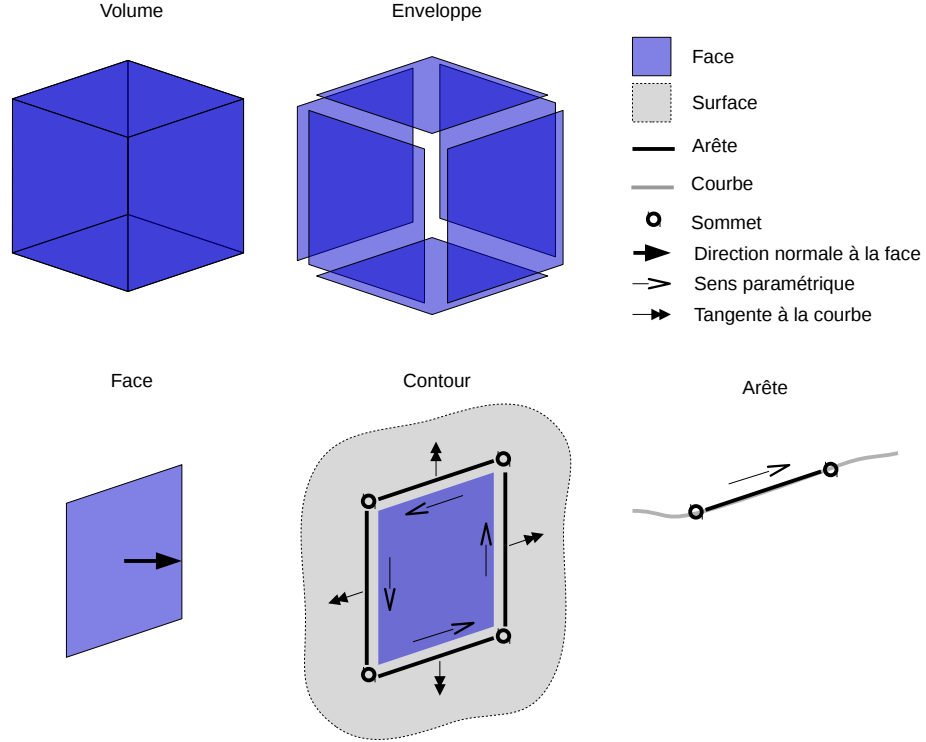 Volume
Enveloppe
Face
Surface
Arête
Courbe
Sommet
Direction normale à la face
Sens paramétrique
Tangente à la courbe
Face
Contour
Arête